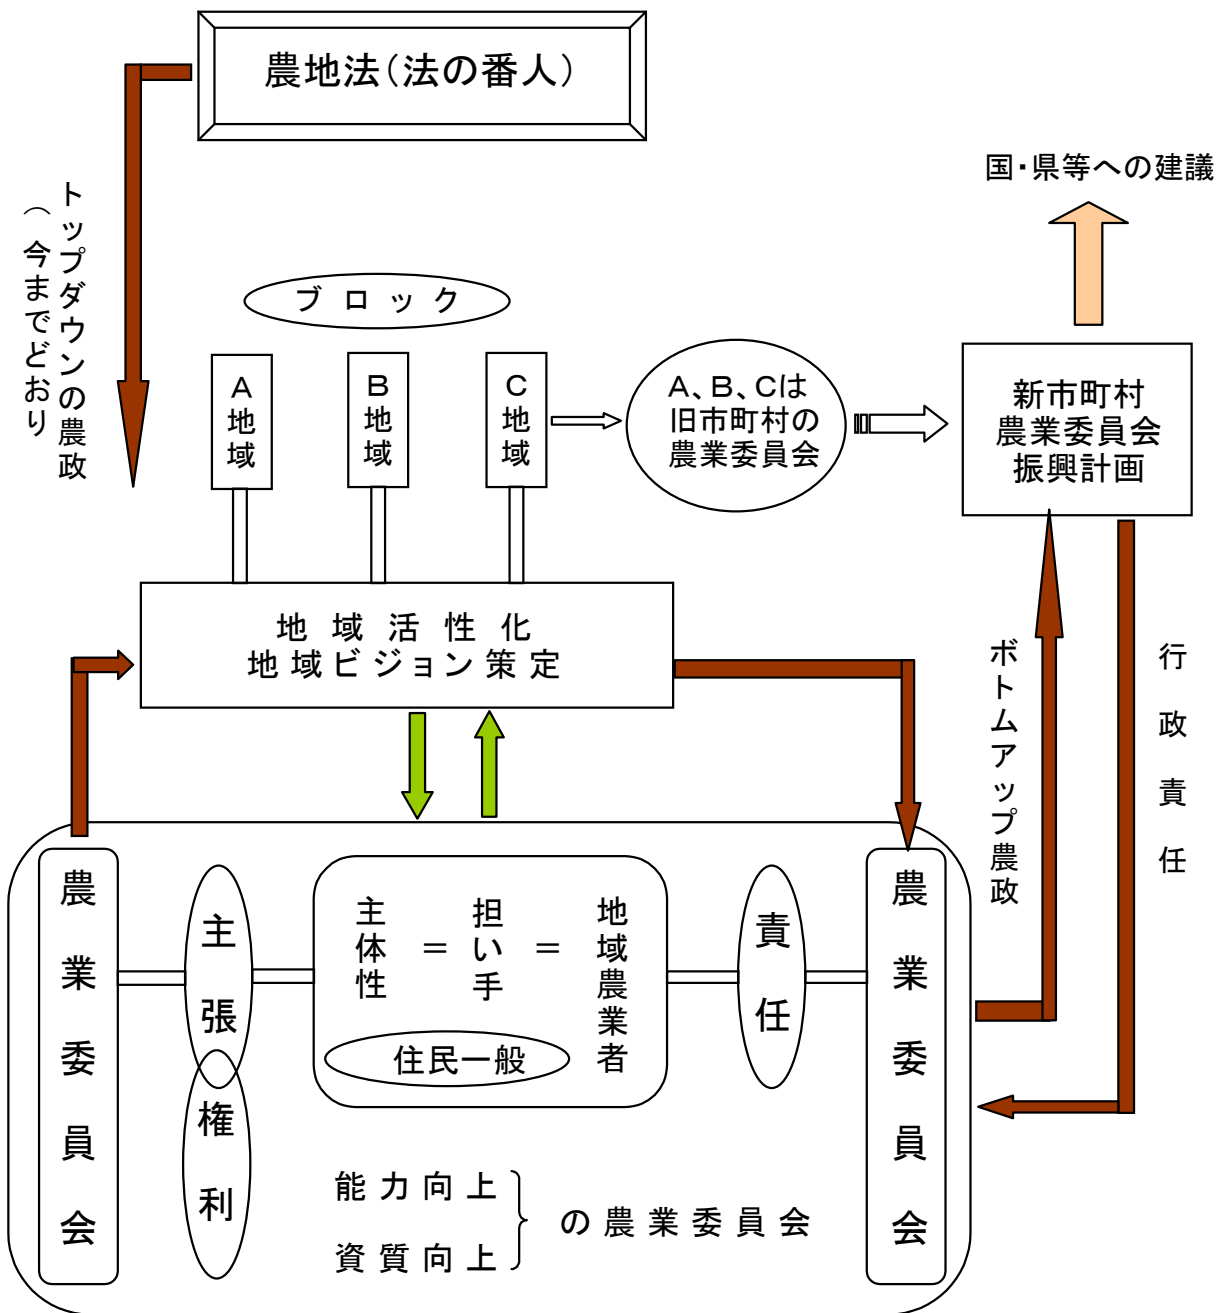 農地法(法の番人)
国・県等への建議
トップダウンの農政
(今までどおり
ブロック
A地域
B地域
C地域
A、B、Cは
旧市町村の
農業委員会
新市町村
農業委員会
振興計画
地域活性化
地域ビジョン策定
ボトムアップ農政
行政責任
農業委員会
主張
権利
主体性
=
担い手
=
地域農業者
住民一般
責任
農業委員会
能力向上
資質向上
の農業委員会